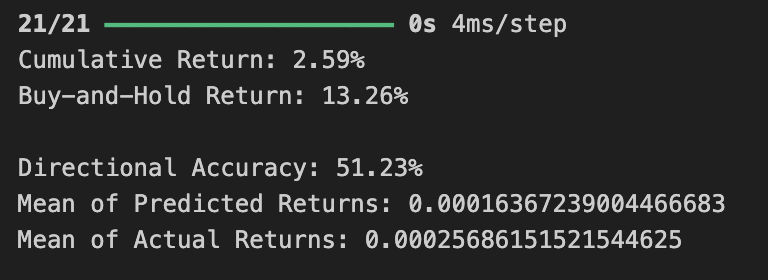 21/21 ━━━━━━━━━━━━━━━━━━━━ 0s 4ms/step
Cumulative Return: 2.59%
Buy-and-Hold Return: 13.26%
Directional Accuracy: 51.23%
Mean of Predicted Returns: 0.00016367239004466683
Mean of Actual Returns: 0.00025686151521544625